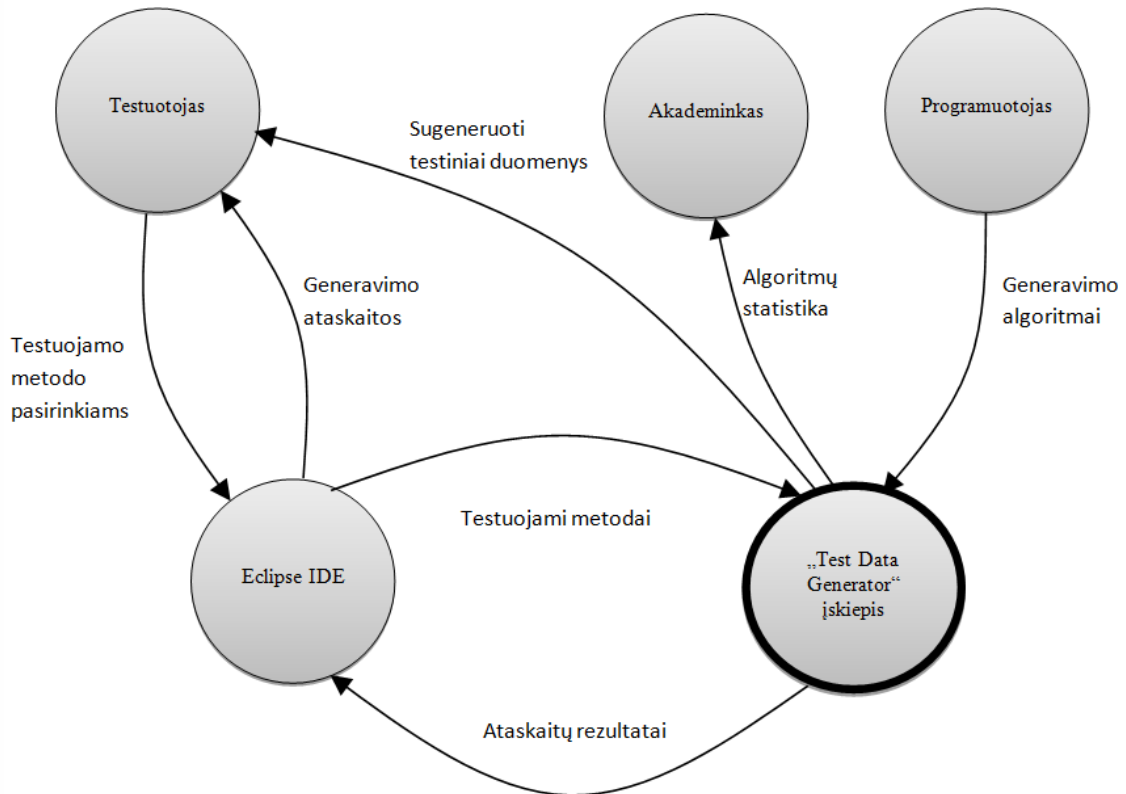 Testuotojas
Akademinkas
Programuotojas
Sugeneruoti
testiniai duomenys
Generavimo
ataskaitos
Algoritmų
statistika
Generavimo
algoritmai
Testuojamo
metodo
pasirinkiams
Testuojami metodai
Eclipse IDE
„Test Data
Generator“
įskiepis
Ataskaitų rezultatai